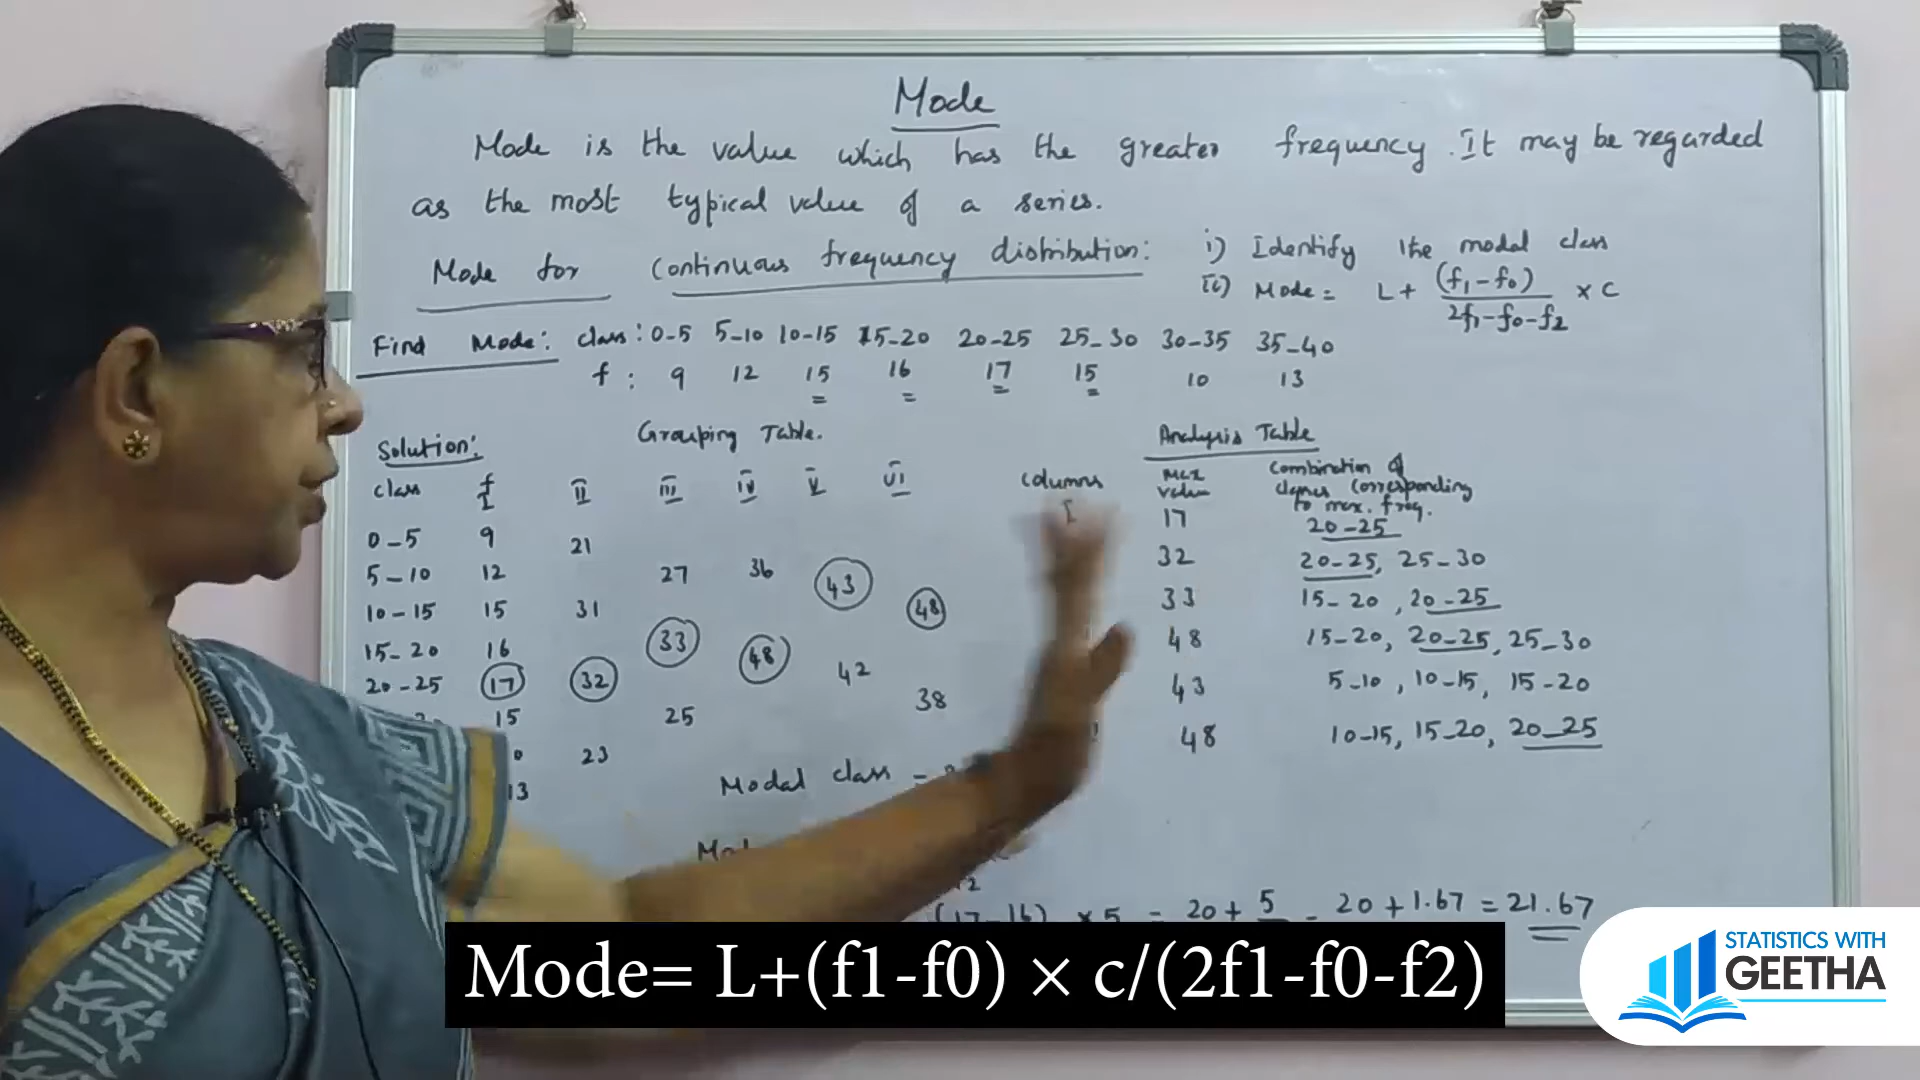 Mode
Mode is the value which has the greater frequency. It may be regarded
as the most typical value of a series.
Mode for continuous frequency distribution:
i) Identify the modal class
ii) Mode = L + (f₁-f₀)/(2f₁-f₀-f₂) × C
Find Mode: class: 0-5 5-10 10-15 15-20 20-25 25-30 30-35 35-40
f: 9 12 15 16 17 15 10 13
Solution:
Grouping Table.
class f I II III IV V VI
0-5 9 21
5-10 12 27 36 43
10-15 15 31 48
15-20 16 33 48
20-25 17 32 42
15 25 38
0 23
13
Analysis Table
columns Max value Combination of classes corresponding to max. freq.
I 17 20-25
32 20-25, 25-30
33 15-20, 20-25
48 15-20, 20-25, 25-30
43 5-10, 10-15, 15-20
48 10-15, 15-20, 20-25
Modal class =
(17-16) × 5 = 20 + 5 = 20 + 1.67 = 21.67
Mode= L+(f1-f0) × c/(2f1-f0-f2)
STATISTICS WITH
GEETHA